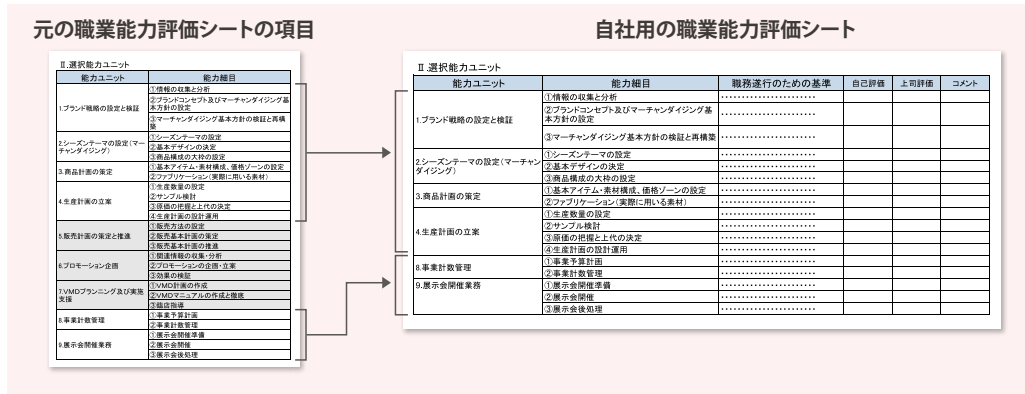 元の職業能力評価シートの項目
Ⅱ.選択能力ユニット
能力ユニット 能力細目
1.ブランド戦略の設定と検証
①情報の収集と分析
②ブランドコンセプト及びマーチャンダイジング基
本方針の設定
③マーチャンダイジング基本方針の検証と再構
築
2.シーズンテーマの設定(マー
チャンダイジング)
①シーズンテーマの設定
②基本デザインの決定
③商品構成の大枠の設定
3.商品計画の策定
①基本アイテム・素材構成、価格ゾーンの設定
②ファブリケーション(実際に用いる素材)
4.生産計画の立案
①生産数量の設定
②サンプル検討
③原価の把握と上代の決定
④生産計画の設計運用
5.販売計画の策定と推進
①販売方法の設定
②販売基本計画の策定
③販売基本計画の推進
6.プロモーション企画
①関連情報の収集・分析
②プロモーションの企画・立案
③効果の検証
7.VMDプランニング及び実施
支援
①VMD計画の作成
②VMDマニュアルの作成と徹底
③臨店指導
8.事業計数管理
①事業予算計画
②事業計数管理
9.展示会開催業務
①展示会開催準備
②展示会開催
③展示会後処理
自社用の職業能力評価シート
Ⅱ.選択能力ユニット
能力ユニット 能力細目 職務遂行のための基準 自己評価 上司評価 コメント
1.ブランド戦略の設定と検証
①情報の収集と分析 ・・・・・・・・・・・・・・・・・・・・・・
②ブランドコンセプト及びマーチャンダイジング基
本方針の設定 ・・・・・・・・・・・・・・・・・・・・・・
③マーチャンダイジング基本方針の検証と再構築 ・・・・・・・・・・・・・・・・・・・・・・
2.シーズンテーマの設定(マーチャン
ダイジング)
①シーズンテーマの設定 ・・・・・・・・・・・・・・・・・・・・・・
②基本デザインの決定 ・・・・・・・・・・・・・・・・・・・・・・
③商品構成の大枠の設定 ・・・・・・・・・・・・・・・・・・・・・・
3.商品計画の策定
①基本アイテム・素材構成、価格ゾーンの設定 ・・・・・・・・・・・・・・・・・・・・・・
②ファブリケーション(実際に用いる素材) ・・・・・・・・・・・・・・・・・・・・・・
4.生産計画の立案
①生産数量の設定 ・・・・・・・・・・・・・・・・・・・・・・
②サンプル検討 ・・・・・・・・・・・・・・・・・・・・・・
③原価の把握と上代の決定 ・・・・・・・・・・・・・・・・・・・・・・
④生産計画の設計運用 ・・・・・・・・・・・・・・・・・・・・・・
8.事業計数管理
①事業予算計画 ・・・・・・・・・・・・・・・・・・・・・・
②事業計数管理 ・・・・・・・・・・・・・・・・・・・・・・
9.展示会開催業務
①展示会開催準備 ・・・・・・・・・・・・・・・・・・・・・・
②展示会開催 ・・・・・・・・・・・・・・・・・・・・・・
③展示会後処理 ・・・・・・・・・・・・・・・・・・・・・・